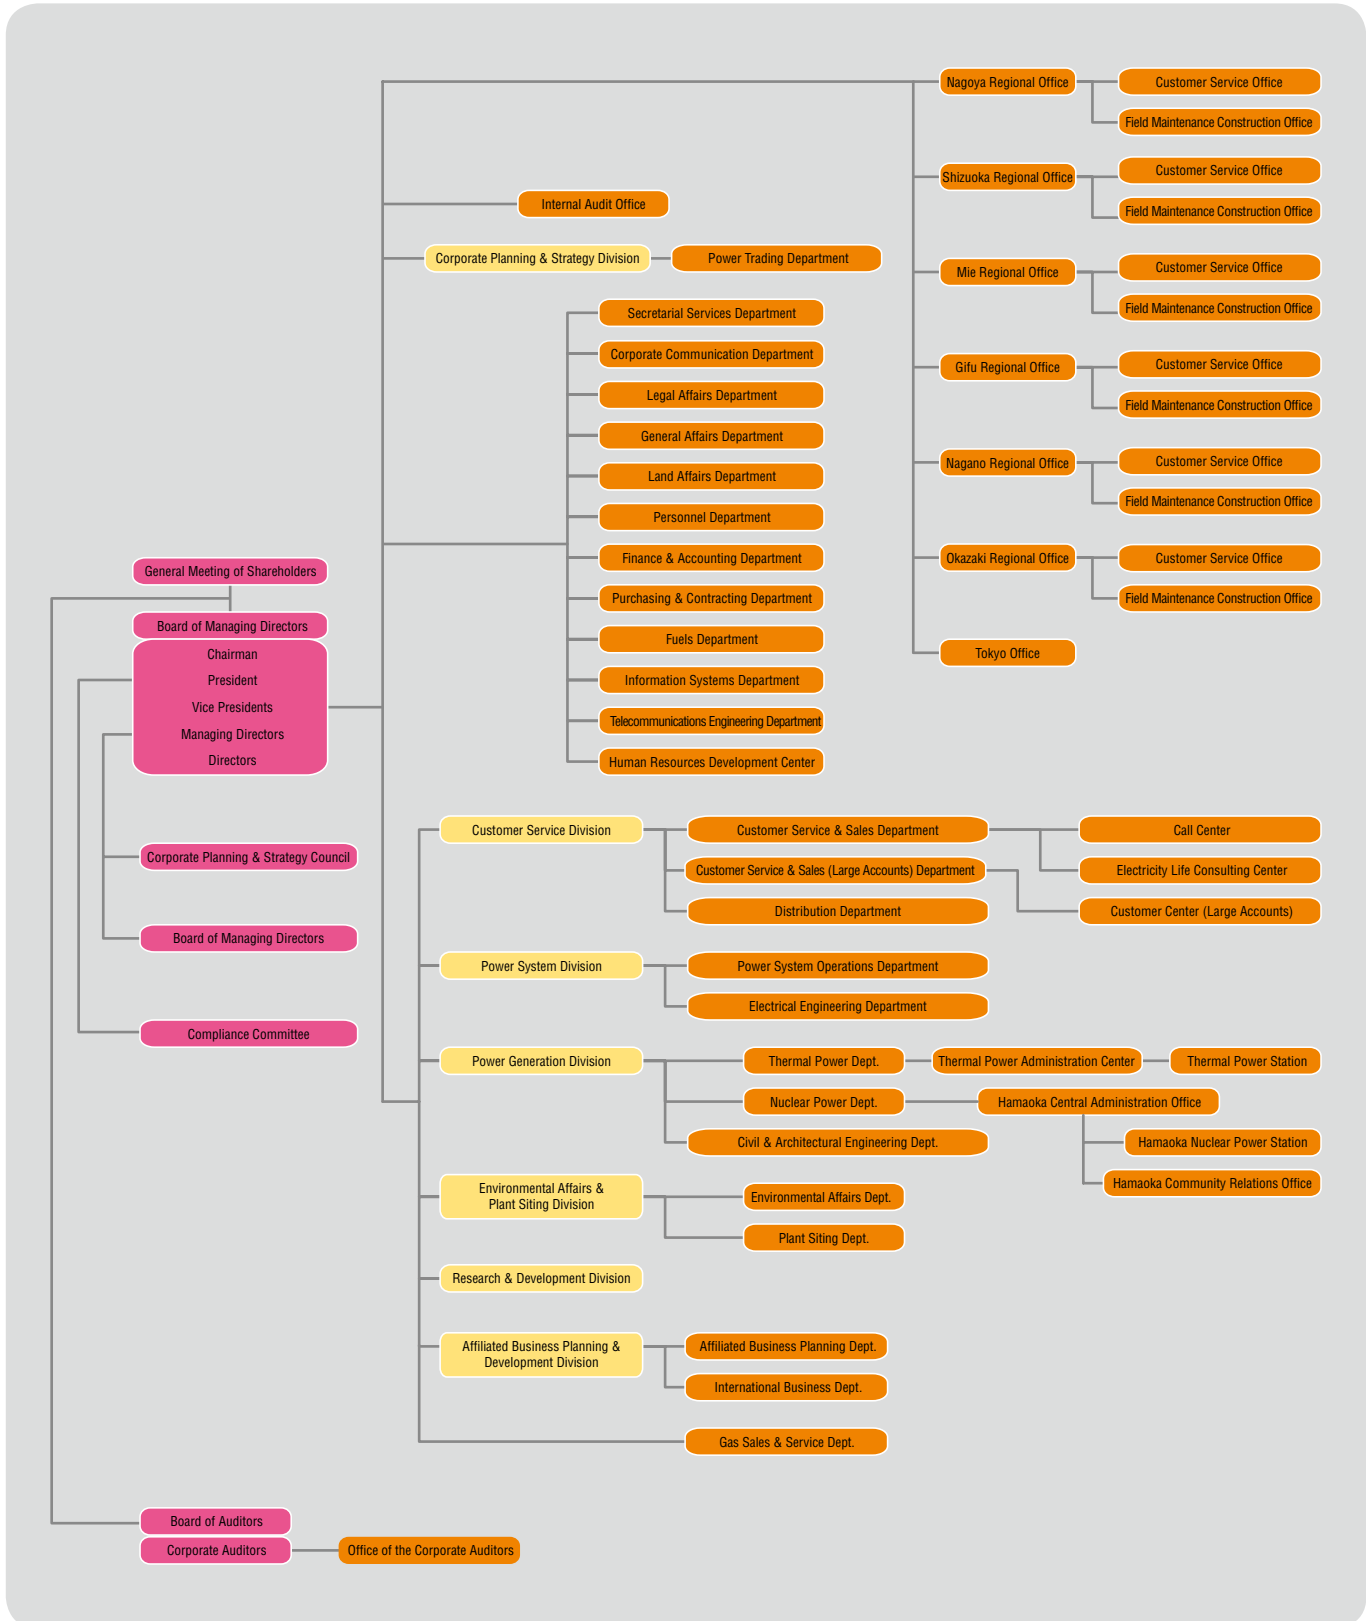 General Meeting of Shareholders
Board of Managing Directors
Chairman
President
Vice Presidents
Managing Directors
Directors
Corporate Planning & Strategy Council
Board of Managing Directors
Compliance Committee
Board of Auditors
Corporate Auditors
Office of the Corporate Auditors
Internal Audit Office
Corporate Planning & Strategy Division
Power Trading Department
Secretarial Services Department
Corporate Communication Department
Legal Affairs Department
General Affairs Department
Land Affairs Department
Personnel Department
Finance & Accounting Department
Purchasing & Contracting Department
Fuels Department
Information Systems Department
Telecommunications Engineering Department
Human Resources Development Center
Nagoya Regional Office
Customer Service Office
Field Maintenance Construction Office
Shizuoka Regional Office
Customer Service Office
Field Maintenance Construction Office
Mie Regional Office
Customer Service Office
Field Maintenance Construction Office
Gifu Regional Office
Customer Service Office
Field Maintenance Construction Office
Nagano Regional Office
Customer Service Office
Field Maintenance Construction Office
Okazaki Regional Office
Customer Service Office
Field Maintenance Construction Office
Tokyo Office
Customer Service Division
Customer Service & Sales Department
Call Center
Electricity Life Consulting Center
Customer Service & Sales (Large Accounts) Department
Customer Center (Large Accounts)
Distribution Department
Power System Division
Power System Operations Department
Electrical Engineering Department
Power Generation Division
Thermal Power Dept.
Thermal Power Administration Center
Thermal Power Station
Nuclear Power Dept.
Hamaoka Central Administration Office
Hamaoka Nuclear Power Station
Hamaoka Community Relations Office
Civil & Architectural Engineering Dept.
Environmental Affairs &
Plant Siting Division
Environmental Affairs Dept.
Plant Siting Dept.
Research & Development Division
Affiliated Business Planning &
Development Division
Affiliated Business Planning Dept.
International Business Dept.
Gas Sales & Service Dept.